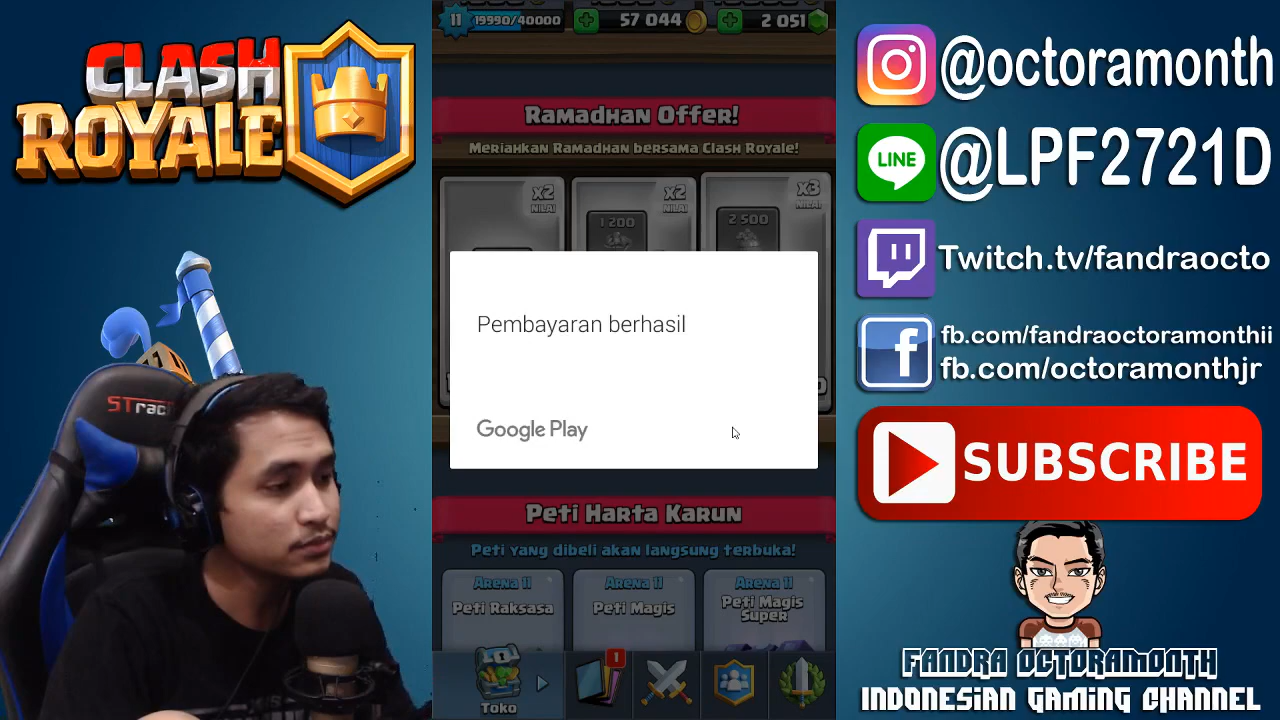 CLASH
ROYALE
11
19990/40000
57 044
2 051
Ramadhan Offer!
Meriahkan Ramadhan bersama Clash Royale!
x2
NILAI
x2
NILAI
x3
NILAI
1 200
2 500
Pembayaran berhasil
Google Play
Peti Harta Karun
Peti yang dibeli akan langsung terbuka!
Arena 11
Peti Raksasa
Arena 11
Peti Magis
Arena 11
Peti Magis
Super
1
Toko
@octoramonth
LINE
@LPF2721D
Twitch.tv/fandraocto
fb.com/fandraoctoramonthii
fb.com/octoramonthjr
SUBSCRIBE
FANDRA OCTORAMONTH
INDONESIAN GAMING CHANNEL